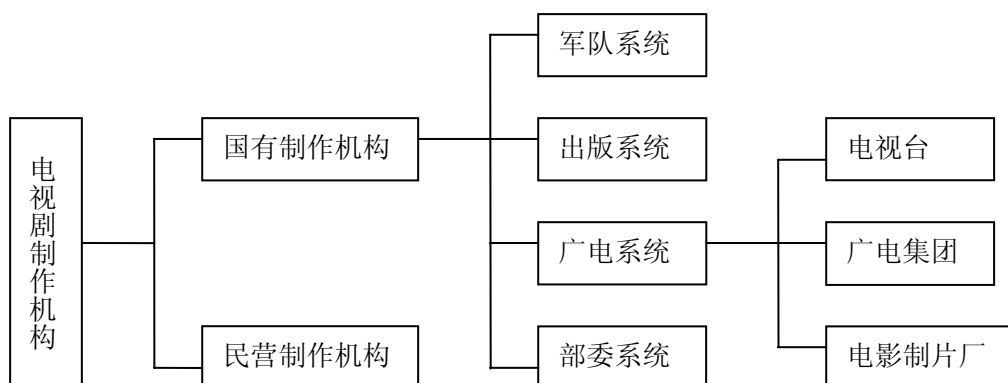 电视剧制作机构
国有制作机构
民营制作机构
军队系统
出版系统
广电系统
部委系统
电视台
广电集团
电影制片厂